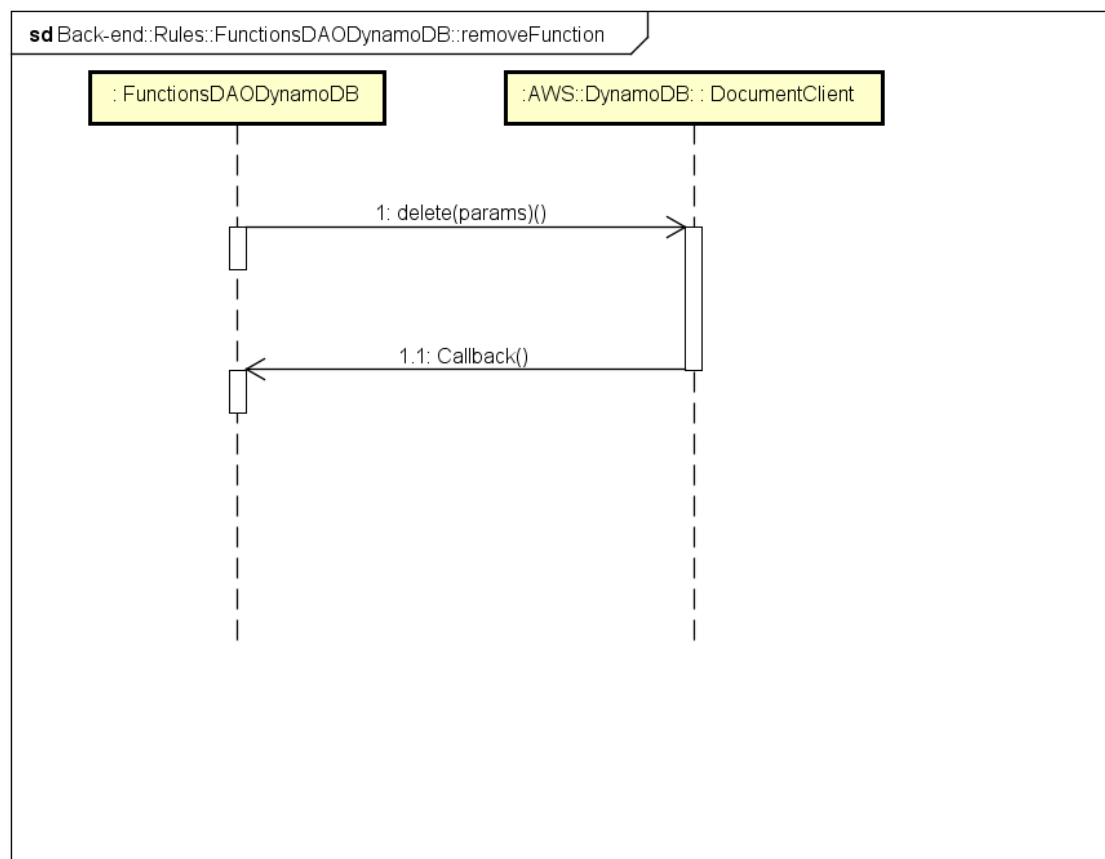 sd Back-end::Rules::FunctionsDAODynamoDB::removeFunction
: FunctionsDAODynamoDB
:AWS::DynamoDB: : DocumentClient
1: delete(params)()
1.1: Callback()